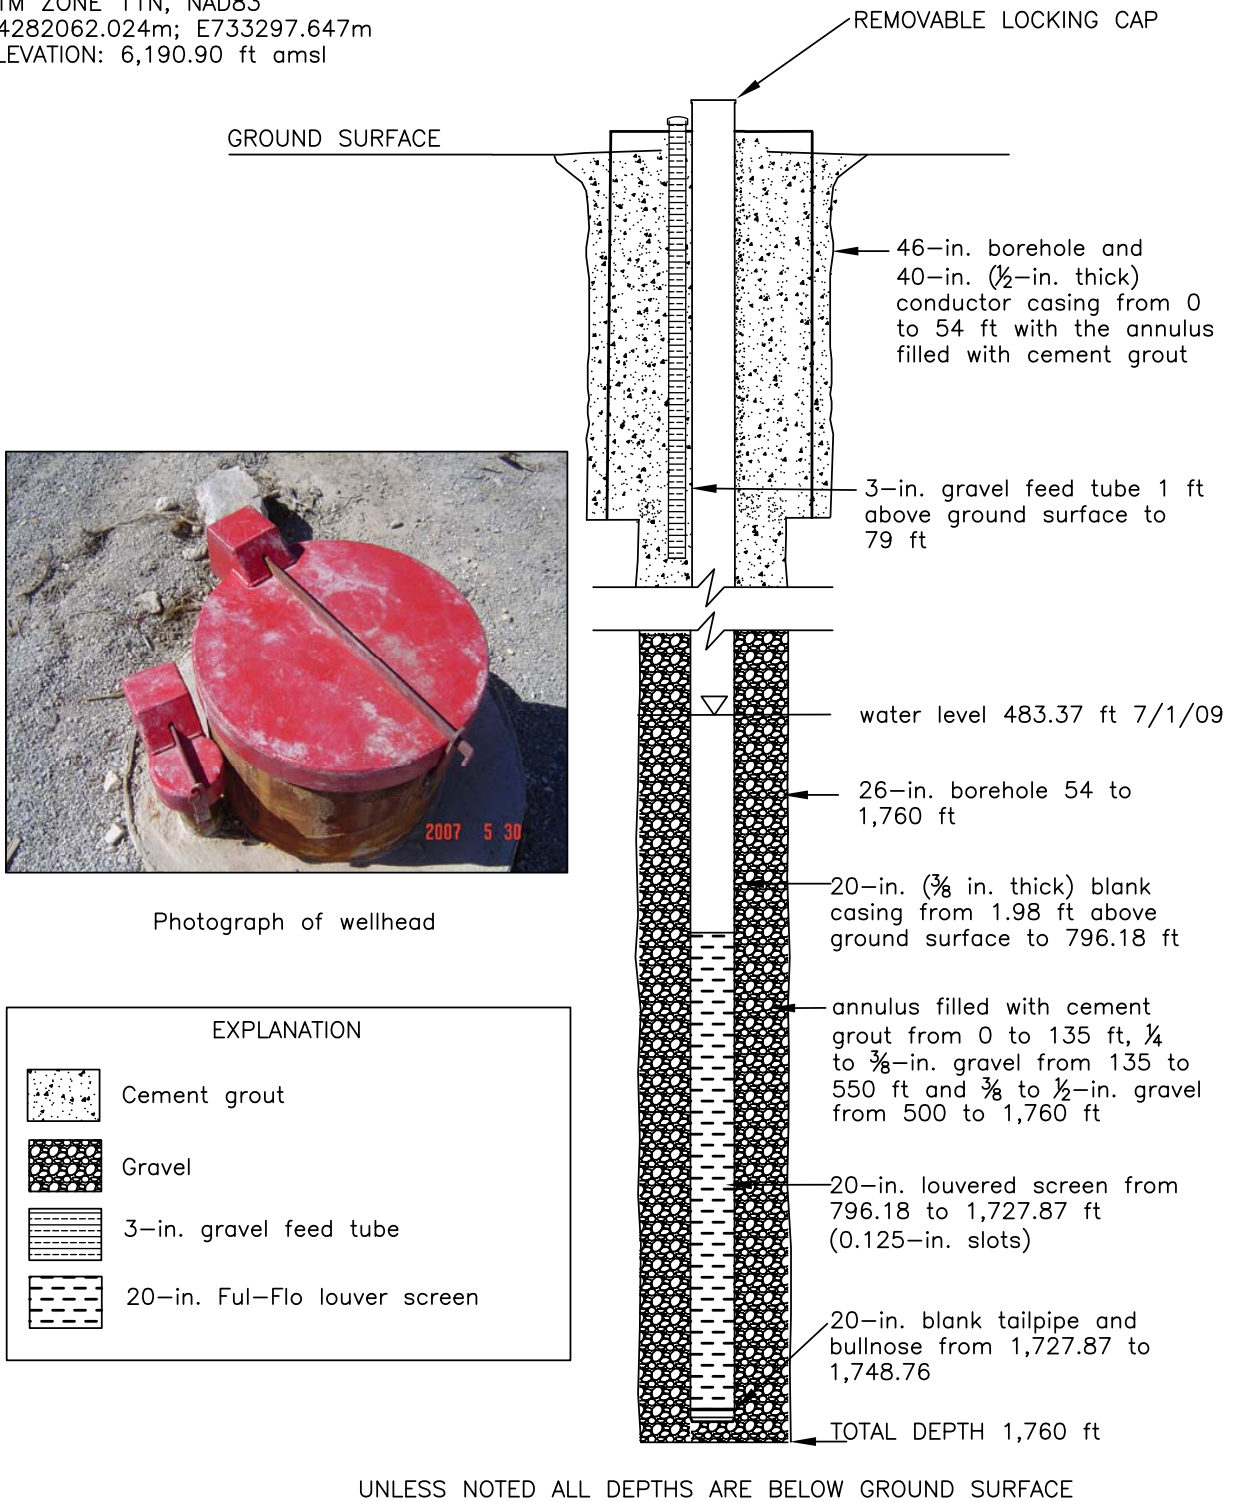 ZONE 11N, NAD83
4282062.024m; E733297.647m
LEVATION: 6,190.90 ft amsl
REMOVABLE LOCKING CAP
GROUND SURFACE
46-in. borehole and
40-in. (½-in. thick)
conductor casing from 0
to 54 ft with the annulus
filled with cement grout
3-in. gravel feed tube 1 ft
above ground surface to
79 ft
water level 483.37 ft 7/1/09
26-in. borehole 54 to
1,760 ft
2007 5 30
Photograph of wellhead
20-in. (⅜ in. thick) blank
casing from 1.98 ft above
ground surface to 796.18 ft
annulus filled with cement
grout from 0 to 135 ft, ¼
to ⅜-in. gravel from 135 to
550 ft and ⅜ to ½-in. gravel
from 500 to 1,760 ft
EXPLANATION
Cement grout
Gravel
3-in. gravel feed tube
20-in. Ful-Flo louver screen
20-in. louvered screen from
796.18 to 1,727.87 ft
(0.125-in. slots)
20-in. blank tailpipe and
bullnose from 1,727.87 to
1,748.76
TOTAL DEPTH 1,760 ft
UNLESS NOTED ALL DEPTHS ARE BELOW GROUND SURFACE